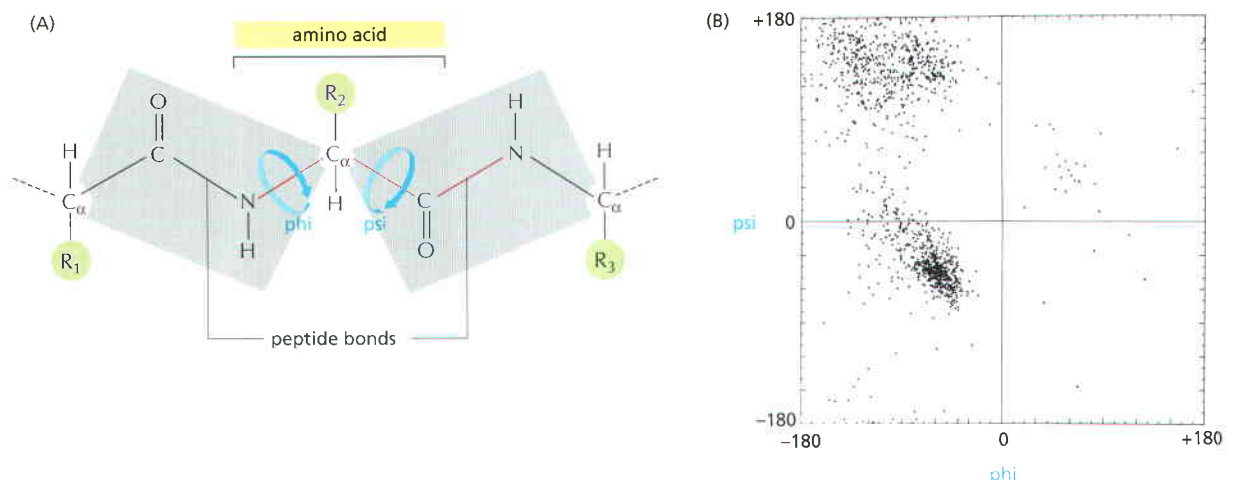 (A)
amino acid
O
H
R2
H
C
Cα
N
H
Cα
N
H
C
Cα
phi
psi
R1
H
O
R3
peptide bonds
(B)
+180
psi
0
−180
−180
0
+180
phi